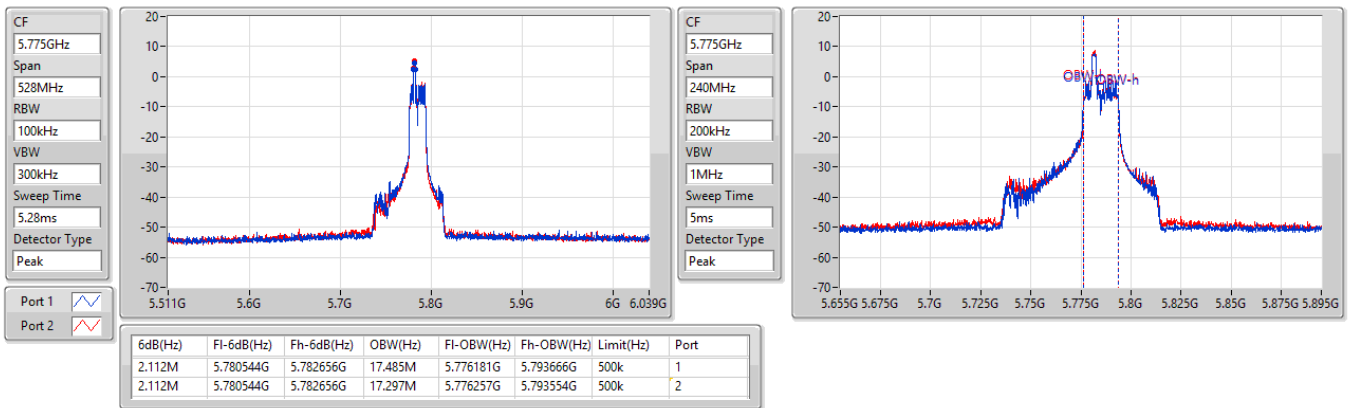 CF
5.775GHz
Span
528MHz
RBW
100kHz
VBW
300kHz
Sweep Time
5.28ms
Detector Type
Peak
Port 1
Port 2
20-
10-
0-
-10-
-20-
-30-
-40-
-50-
-60-
-70-
5.511G 5.6G 5.7G 5.8G 5.9G 6G 6.039G
CF
5.775GHz
Span
240MHz
RBW
200kHz
VBW
1MHz
Sweep Time
5ms
Detector Type
Peak
20-
10-
0-
-10-
-20-
-30-
-40-
-50-
-60-
-70-
OBW OBW-h
5.655G 5.675G 5.7G 5.725G 5.75G 5.775G 5.8G 5.825G 5.85G 5.875G 5.895G
6dB(Hz) Fl-6dB(Hz) Fh-6dB(Hz) OBW(Hz) Fl-OBW(Hz) Fh-OBW(Hz) Limit(Hz) Port
2.112M 5.780544G 5.782656G 17.485M 5.776181G 5.793666G 500k 1
2.112M 5.780544G 5.782656G 17.297M 5.776257G 5.793554G 500k 2